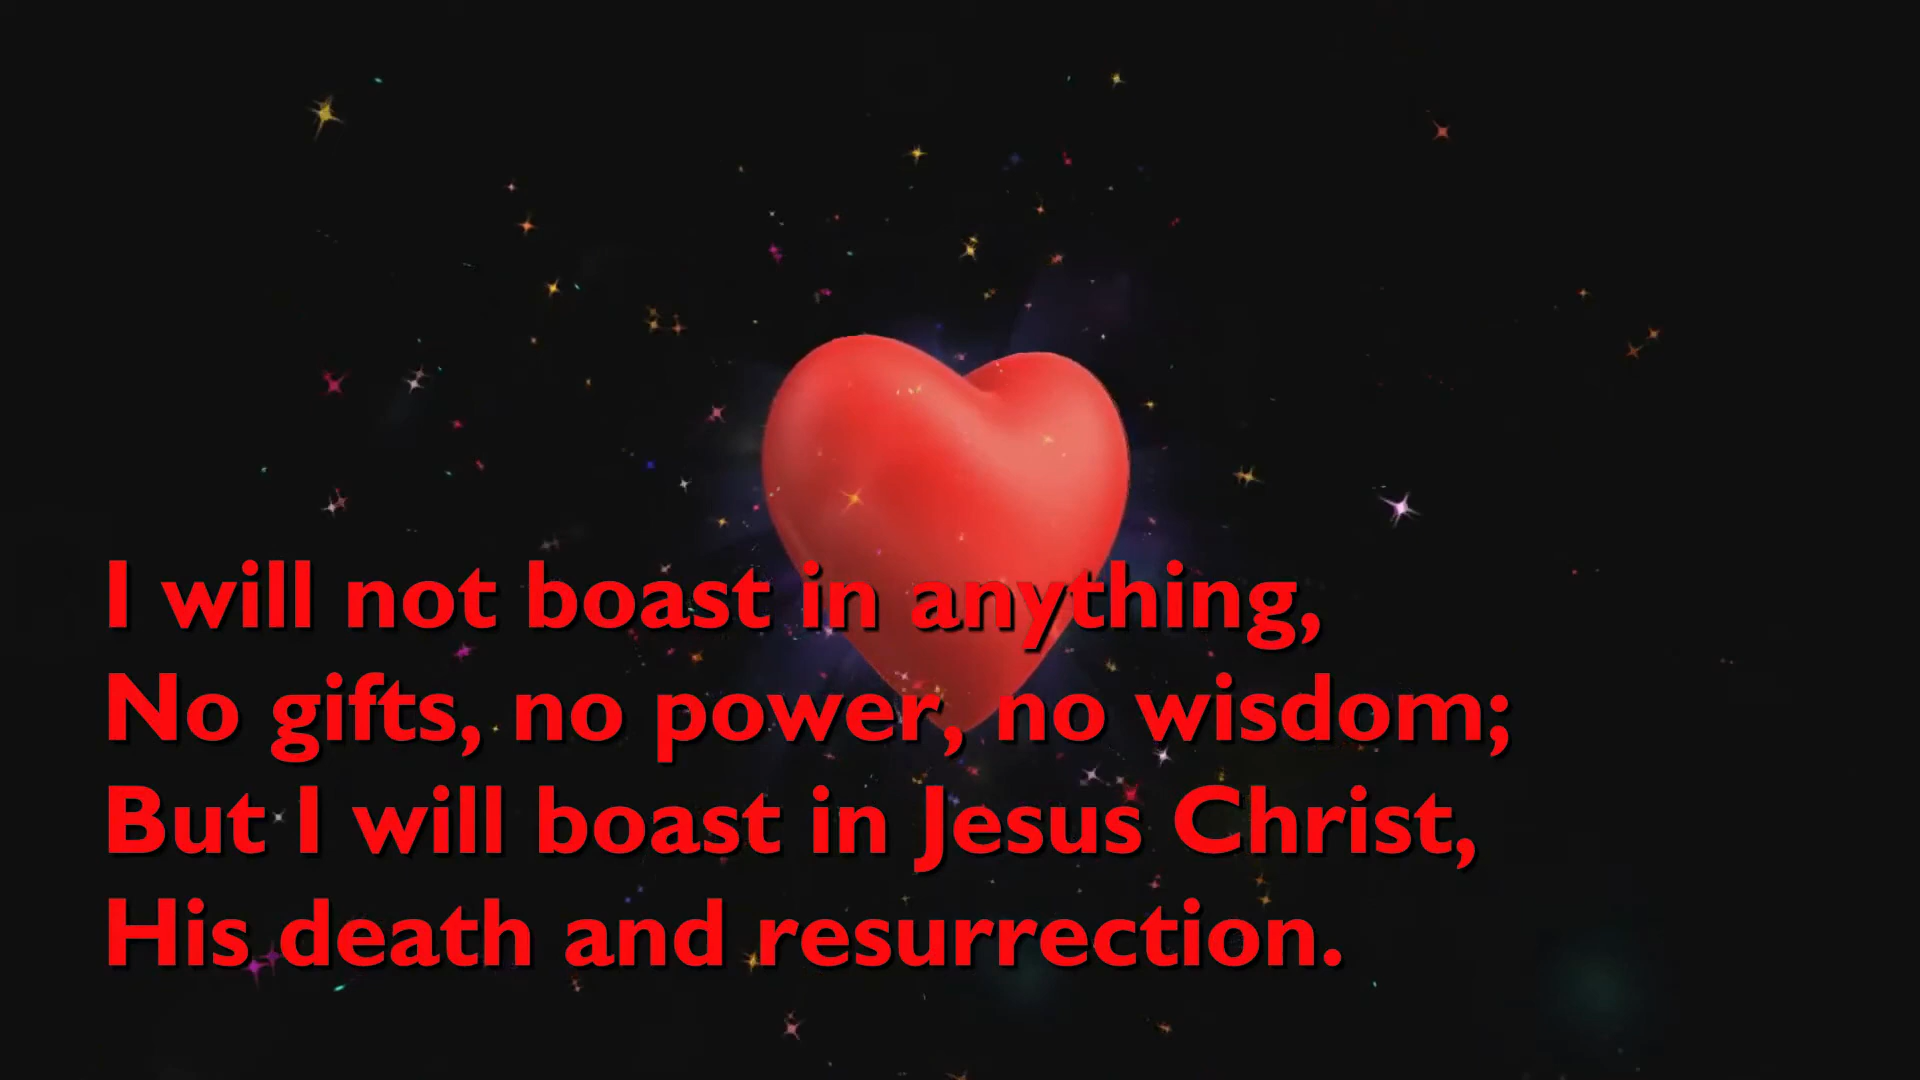 I will not boast in anything,
No gifts, no power, no wisdom;
But I will boast in Jesus Christ,
His death and resurrection.